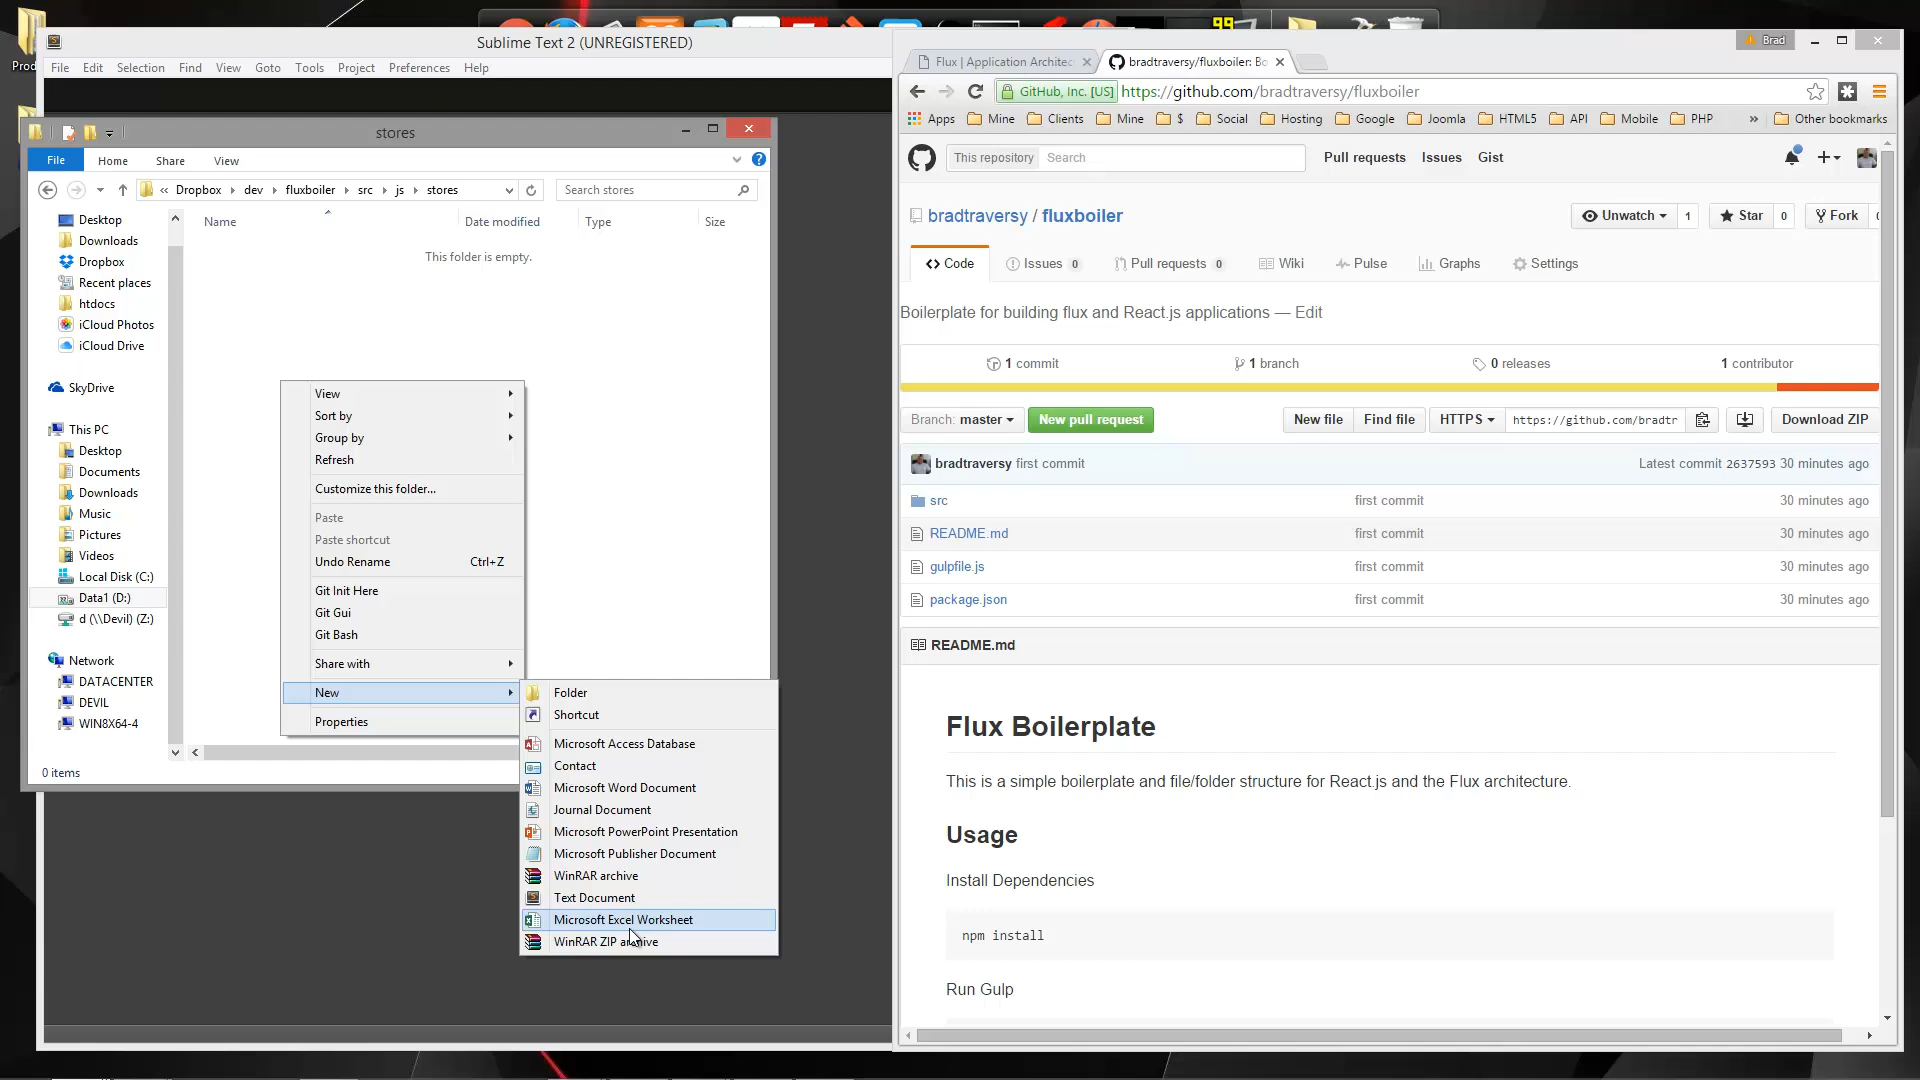 Prod
99
Sublime Text 2 (UNREGISTERED)
File Edit Selection Find View Goto Tools Project Preferences Help
stores
File Home Share View
« Dropbox dev fluxboiler src js stores
Search stores
Name Date modified Type Size
This folder is empty.
Desktop
Downloads
Dropbox
Recent places
htdocs
iCloud Photos
iCloud Drive
SkyDrive
This PC
Desktop
Documents
Downloads
Music
Pictures
Videos
Local Disk (C:)
Data1 (D:)
d (\\Devil) (Z:)
Network
DATACENTER
DEVIL
WIN8X64-4
0 items
View
Sort by
Group by
Refresh
Customize this folder...
Paste
Paste shortcut
Undo Rename Ctrl+Z
Git Init Here
Git Gui
Git Bash
Share with
New
Properties
Folder
Shortcut
Microsoft Access Database
Contact
Microsoft Word Document
Journal Document
Microsoft PowerPoint Presentation
Microsoft Publisher Document
WinRAR archive
Text Document
Microsoft Excel Worksheet
WinRAR ZIP archive
Brad
Flux | Application Architec
bradtraversy/fluxboiler: Bo
GitHub, Inc. [US] https://github.com/bradtraversy/fluxboiler
Apps Mine Clients Mine $ Social Hosting Google Joomla HTML5 API Mobile PHP » Other bookmarks
This repository Search Pull requests Issues Gist
bradtraversy / fluxboiler
Unwatch 1 Star 0 Fork
Code Issues 0 Pull requests 0 Wiki Pulse Graphs Settings
Boilerplate for building flux and React.js applications — Edit
1 commit 1 branch 0 releases 1 contributor
Branch: master New pull request New file Find file HTTPS https://github.com/bradtr Download ZIP
bradtraversy first commit Latest commit 2637593 30 minutes ago
src first commit 30 minutes ago
README.md first commit 30 minutes ago
gulpfile.js first commit 30 minutes ago
package.json first commit 30 minutes ago
README.md
Flux Boilerplate
This is a simple boilerplate and file/folder structure for React.js and the Flux architecture.
Usage
Install Dependencies
npm install
Run Gulp